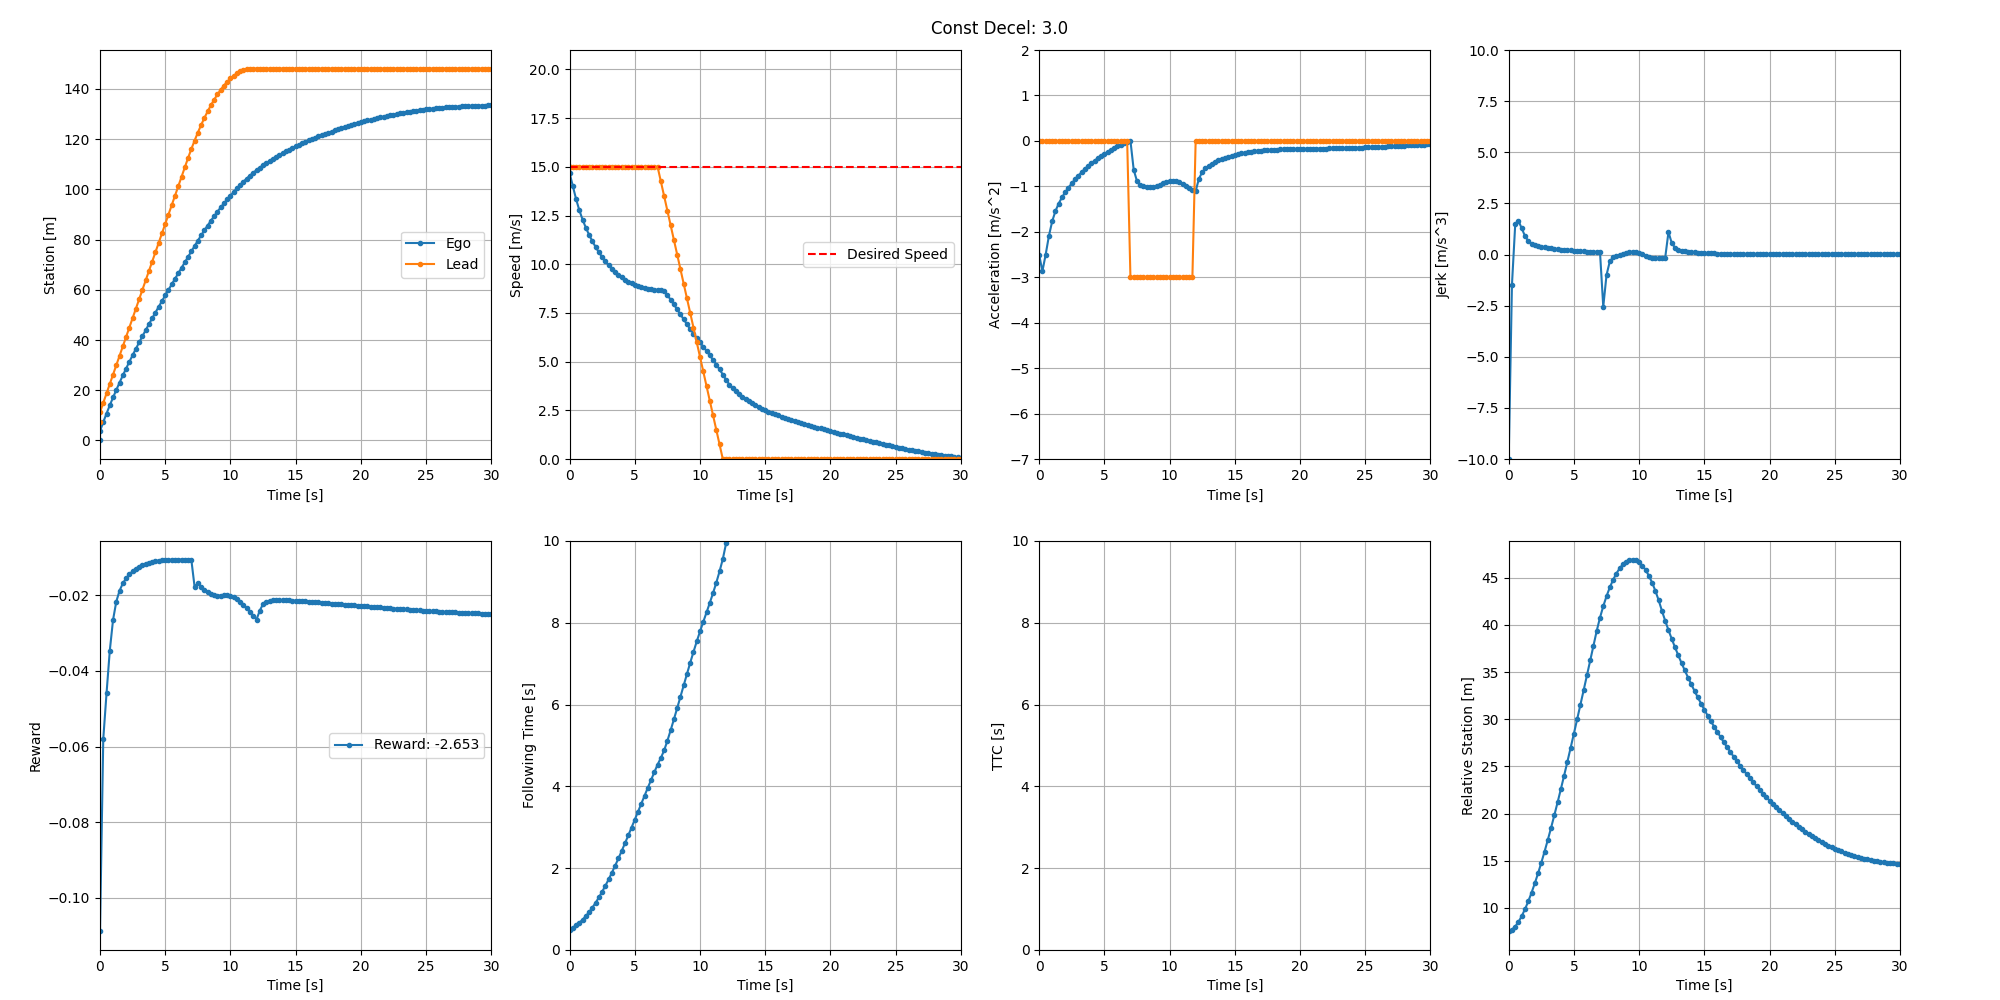 Const Decel: 3.0
Station [m]
140
120
100
80
60
40
20
0
Ego
Lead
0 5 10 15 20 25 30
Time [s]
Speed [m/s]
20.0
17.5
15.0
12.5
10.0
7.5
5.0
2.5
0.0
Desired Speed
0 5 10 15 20 25 30
Time [s]
Acceleration [m/s^2]
2
1
0
−1
−2
−3
−4
−5
−6
−7
0 5 10 15 20 25 30
Time [s]
Jerk [m/s^3]
10.0
7.5
5.0
2.5
0.0
−2.5
−5.0
−7.5
−10.0
0 5 10 15 20 25 30
Time [s]
Reward
−0.02
−0.04
−0.06
−0.08
−0.10
Reward: -2.653
0 5 10 15 20 25 30
Time [s]
Following Time [s]
10
8
6
4
2
0
0 5 10 15 20 25 30
Time [s]
TTC [s]
10
8
6
4
2
0
0 5 10 15 20 25 30
Time [s]
Relative Station [m]
45
40
35
30
25
20
15
10
0 5 10 15 20 25 30
Time [s]